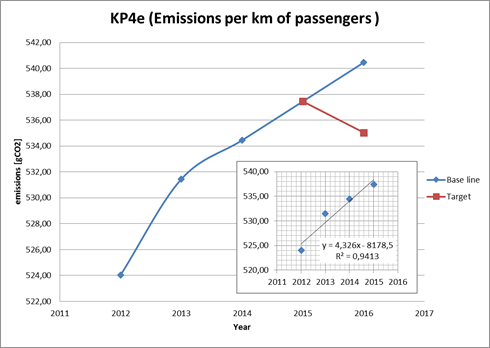 KP4e (Emissions per km of passengers )
emissions [gCO2]
542,00
540,00
538,00
536,00
534,00
532,00
530,00
528,00
526,00
524,00
522,00
2011 2012 2013 2014 2015 2016 2017
Year
Base line
Target
540,00
535,00
530,00
525,00
520,00
2011 2012 2013 2014 2015 2016
y = 4,326x - 8178,5
R² = 0,9413